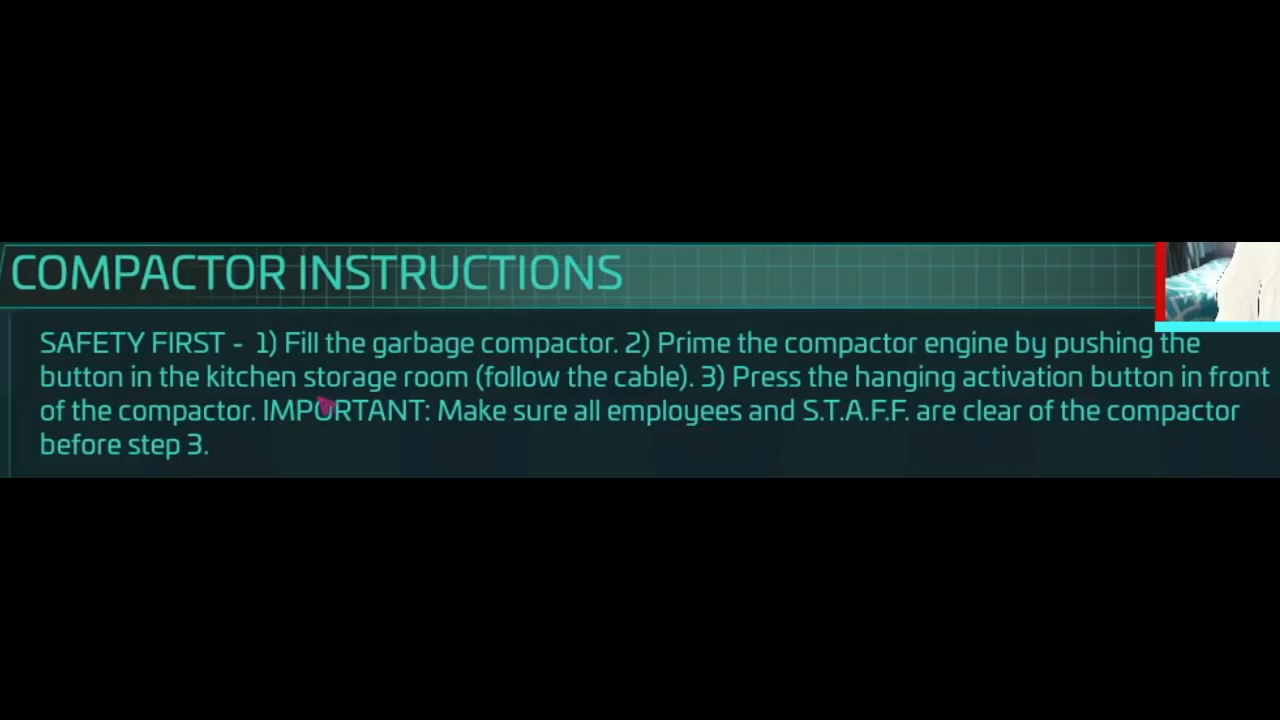 COMPACTOR INSTRUCTIONS
SAFETY FIRST - 1) Fill the garbage compactor. 2) Prime the compactor engine by pushing the
button in the kitchen storage room (follow the cable). 3) Press the hanging activation button in front
of the compactor. IMPORTANT: Make sure all employees and S.T.A.F.F. are clear of the compactor
before step 3.